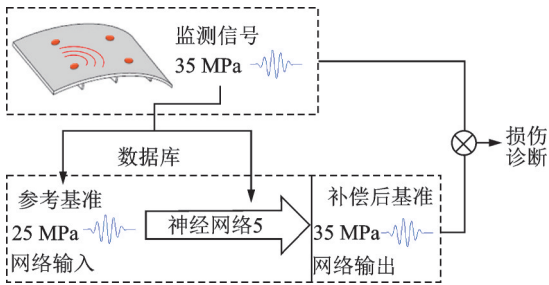 监测信号
35 MPa
数据库
损伤
诊断
参考基准
25 MPa
网络输入
神经网络5
补偿后基准
35 MPa
网络输出